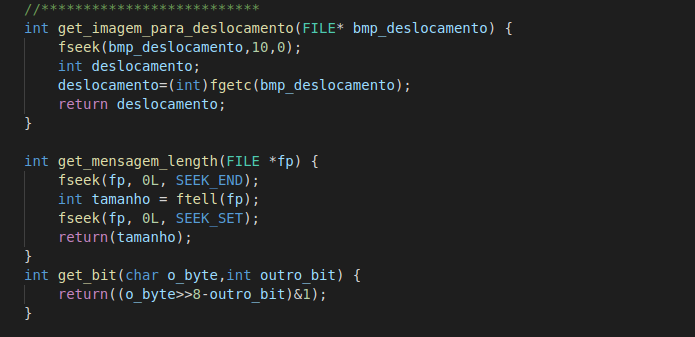 //**************************
int get_imagem_para_deslocamento(FILE* bmp_deslocamento) {
    fseek(bmp_deslocamento,10,0);
    int deslocamento;
    deslocamento=(int)fgetc(bmp_deslocamento);
    return deslocamento;
}

int get_mensagem_length(FILE *fp) {
    fseek(fp, 0L, SEEK_END);
    int tamanho = ftell(fp);
    fseek(fp, 0L, SEEK_SET);
    return(tamanho);
}
int get_bit(char o_byte,int outro_bit) {
    return((o_byte>>8-outro_bit)&1);
}